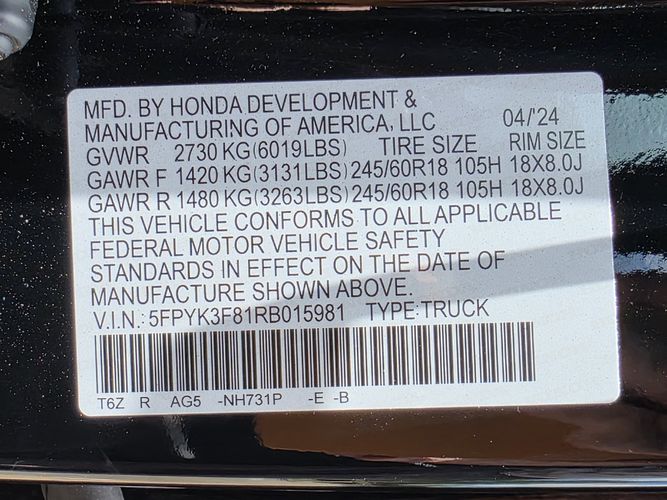 MFD. BY HONDA DEVELOPMENT &
MANUFACTURING OF AMERICA, LLC 04/'24
GVWR 2730 KG(6019LBS) TIRE SIZE RIM SIZE
GAWR F 1420 KG(3131LBS) 245/60R18 105H 18X8.0J
GAWR R 1480 KG(3263LBS) 245/60R18 105H 18X8.0J
THIS VEHICLE CONFORMS TO ALL APPLICABLE
FEDERAL MOTOR VEHICLE SAFETY
STANDARDS IN EFFECT ON THE DATE OF
MANUFACTURE SHOWN ABOVE.
V.I.N.: 5FPYK3F81RB015981 TYPE:TRUCK
T6Z R AG5 -NH731P -E -B